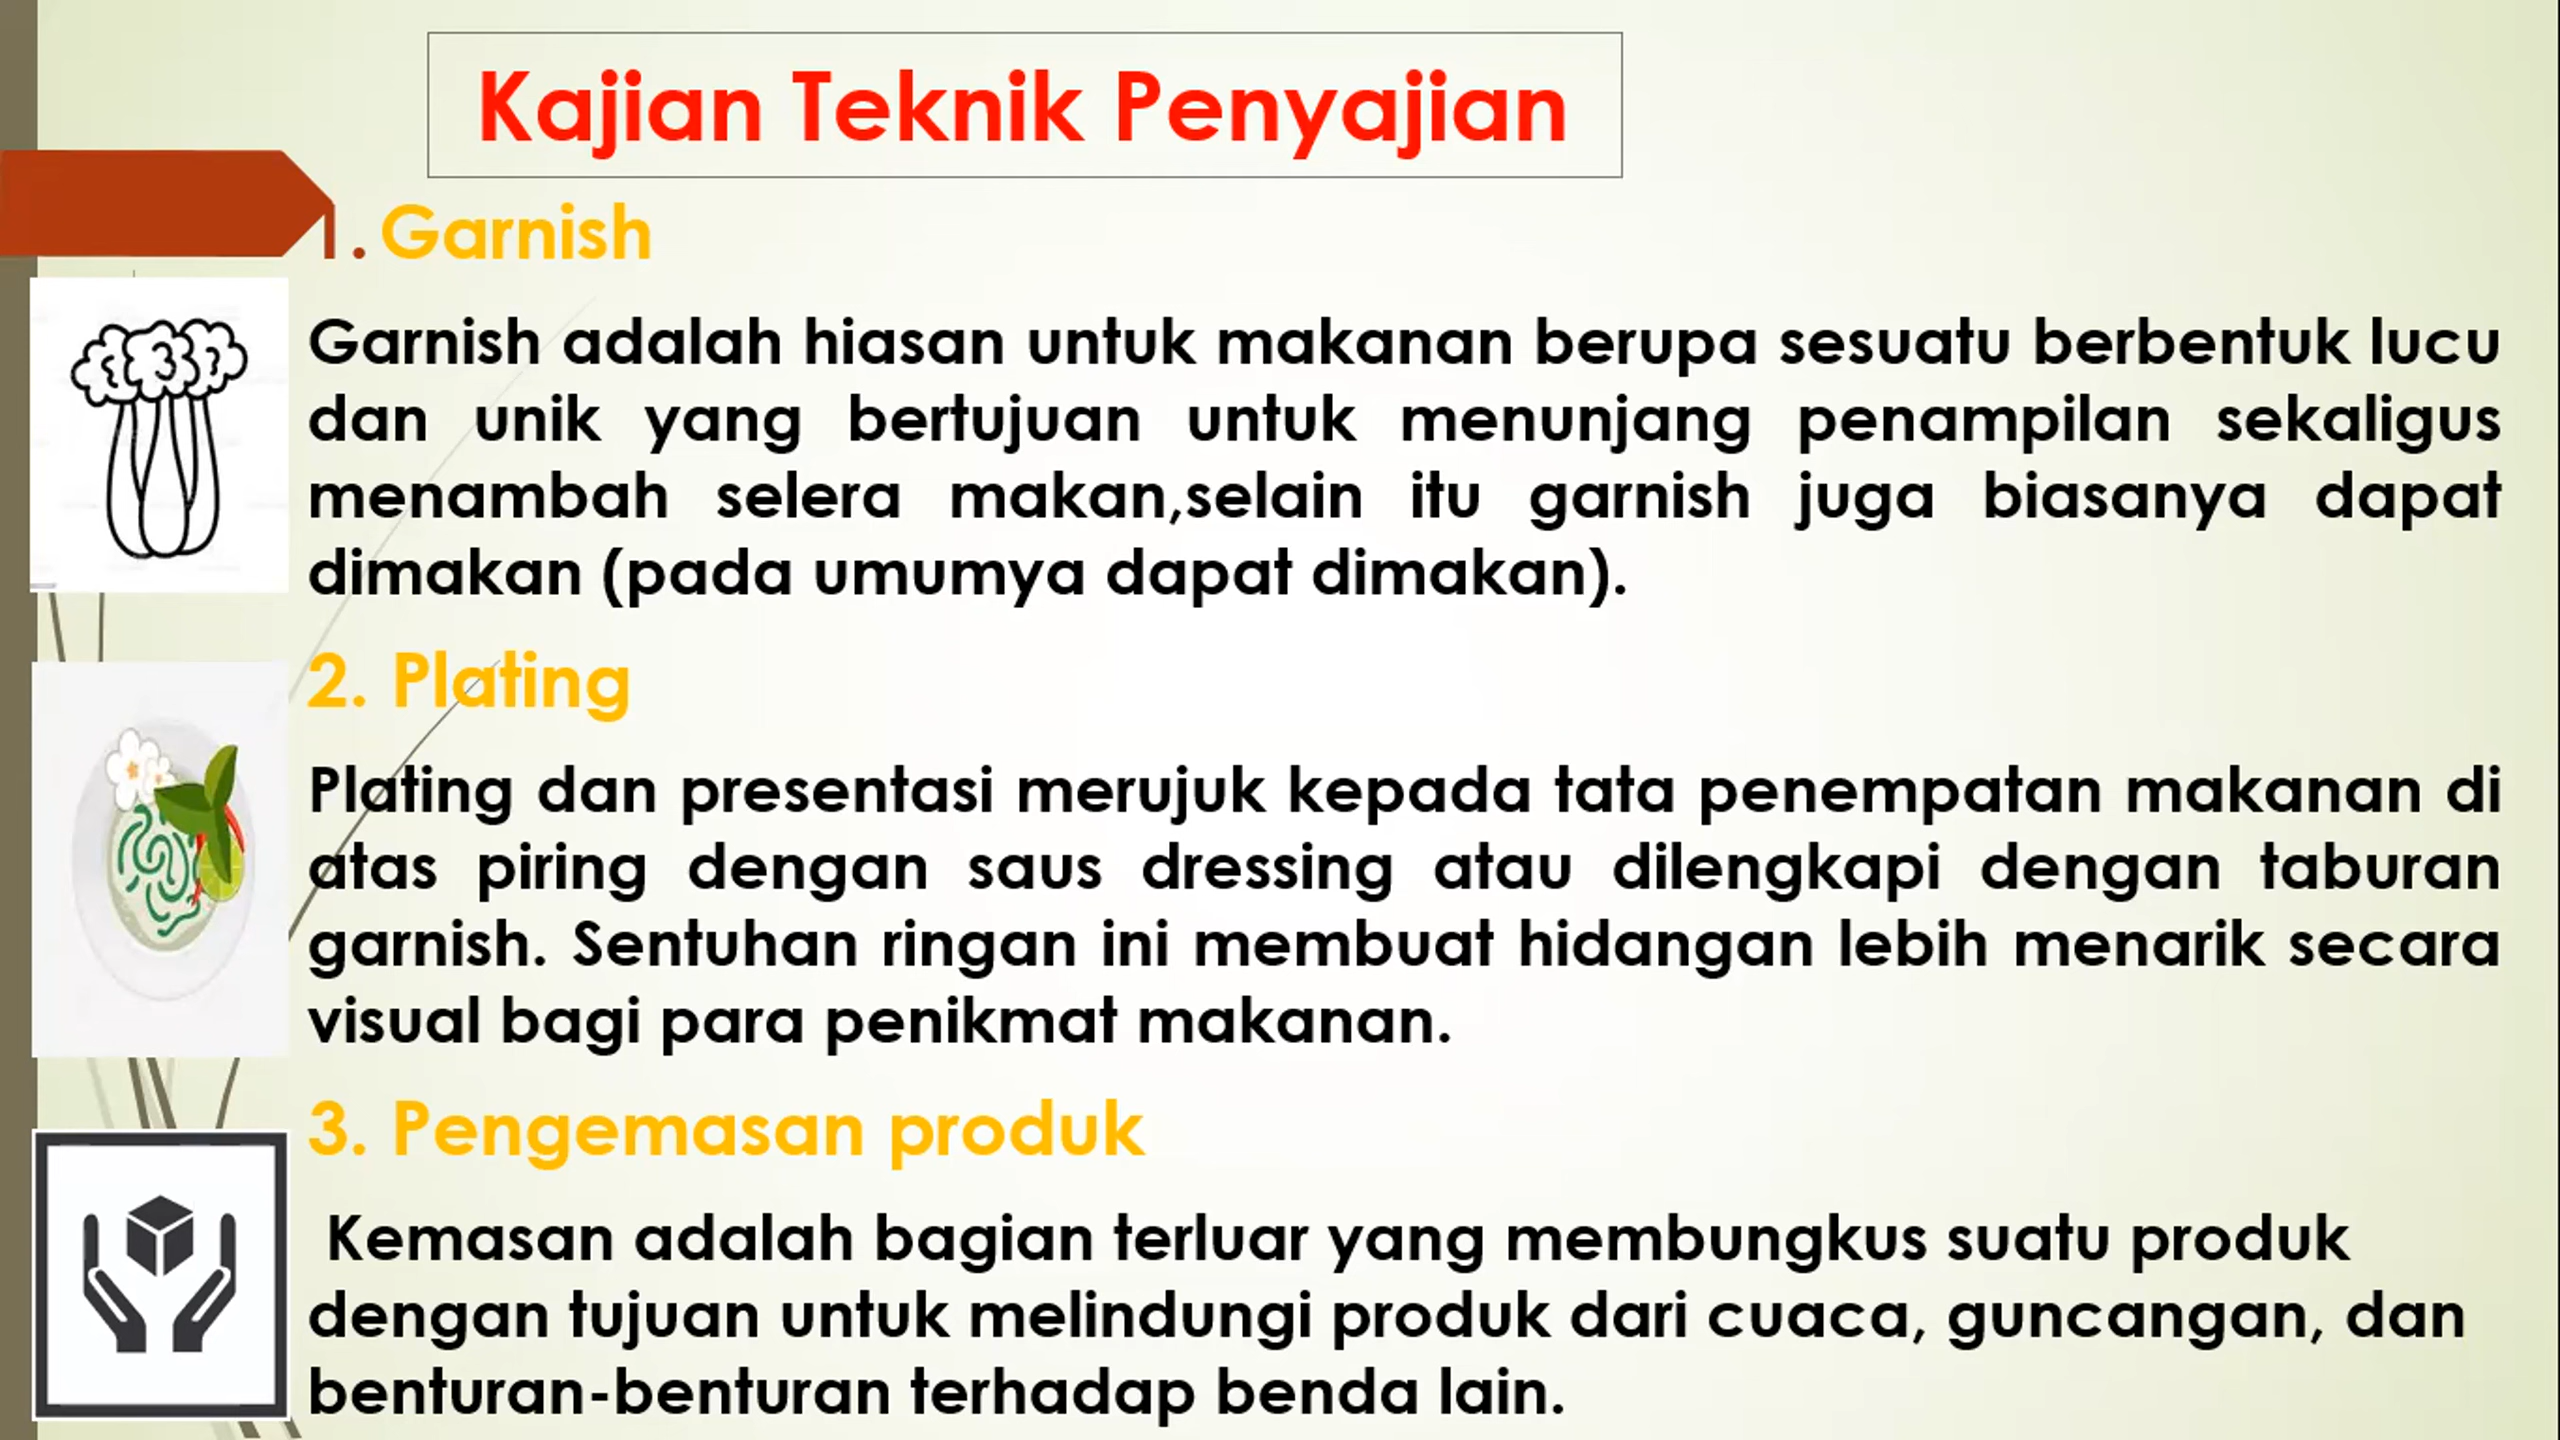 Kajian Teknik Penyajian
1. Garnish
Garnish adalah hiasan untuk makanan berupa sesuatu berbentuk lucu
dan unik yang bertujuan untuk menunjang penampilan sekaligus
menambah selera makan,selain itu garnish juga biasanya dapat
dimakan (pada umumya dapat dimakan).
2. Plating
Plating dan presentasi merujuk kepada tata penempatan makanan di
atas piring dengan saus dressing atau dilengkapi dengan taburan
garnish. Sentuhan ringan ini membuat hidangan lebih menarik secara
visual bagi para penikmat makanan.
3. Pengemasan produk
Kemasan adalah bagian terluar yang membungkus suatu produk
dengan tujuan untuk melindungi produk dari cuaca, guncangan, dan
benturan-benturan terhadap benda lain.